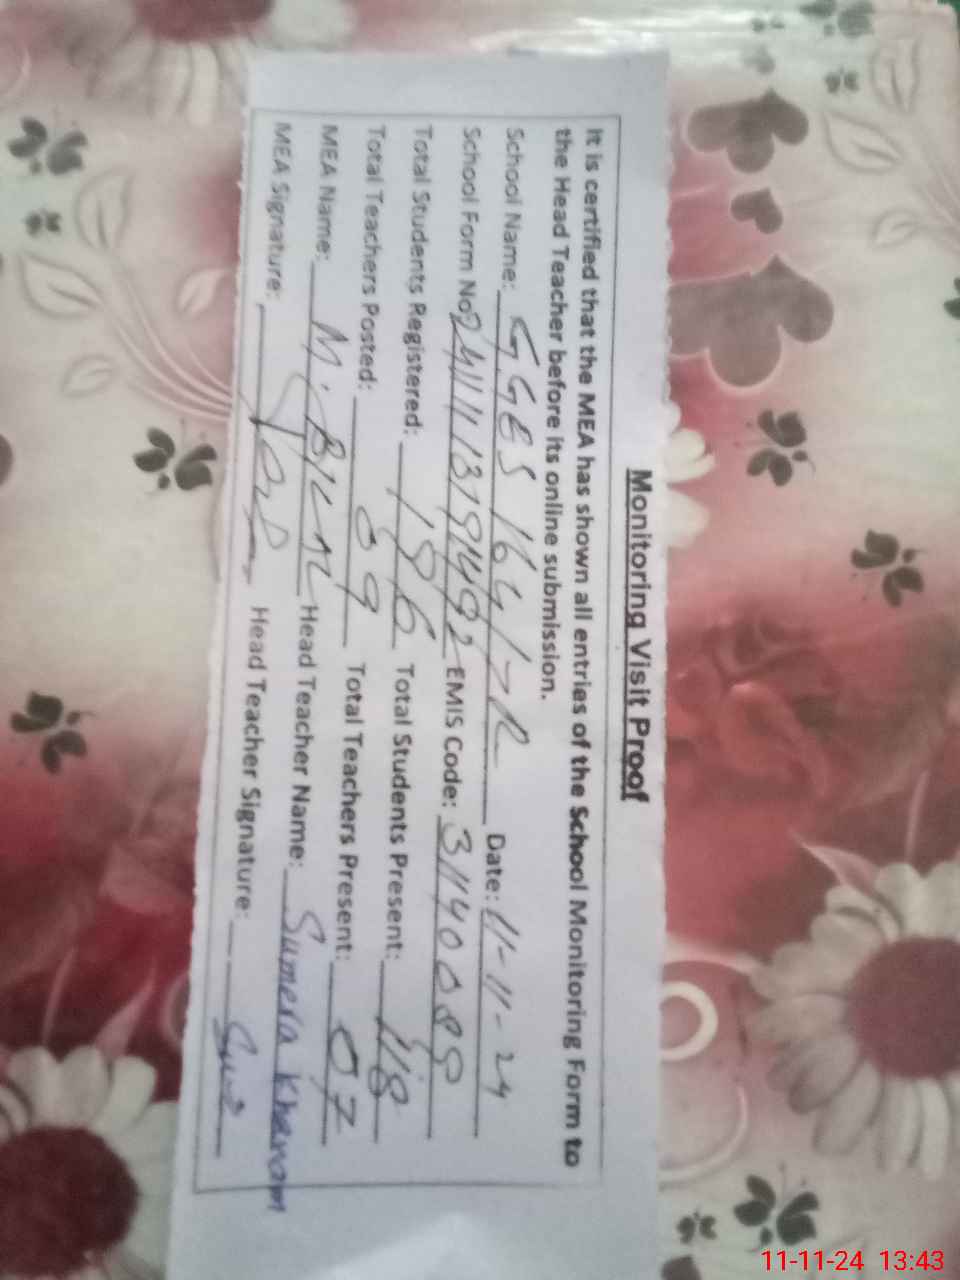 Monitoring Visit Proof
It is certified that the MEA has shown all entries of the School Monitoring Form to
the Head Teacher before its online submission.
School Name: GGES 164/7R Date: 11-11-24
School Form No: EMIS Code: 31140089
Total Students Registered: 186 Total Students Present: 118
Total Teachers Posted: 09 Total Teachers Present: 07
MEA Name: M. Head Teacher Name: Sumera Khanam
MEA Signature: Head Teacher Signature:
11-11-24 13:43